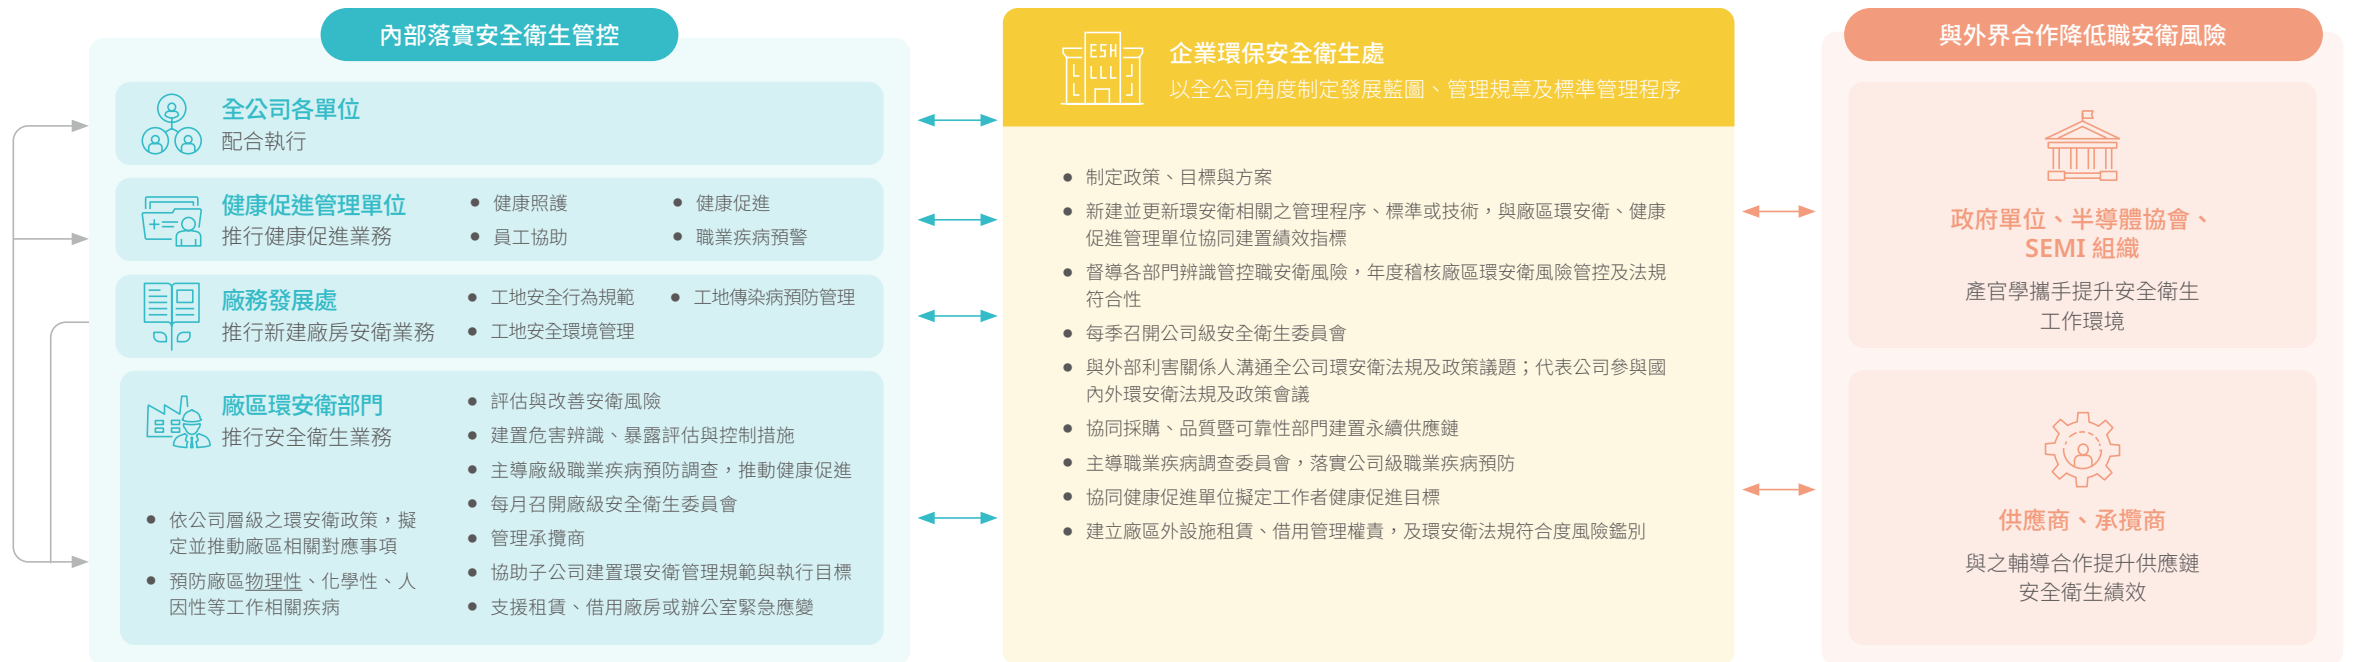 內部落實安全衛生管控
全公司各單位
配合執行
健康促進管理單位
推行健康促進業務
● 健康照護
● 員工協助
● 健康促進
● 職業疾病預警
廠務發展處
推行新建廠房安衛業務
● 工地安全行為規範
● 工地安全環境管理
● 工地傳染病預防管理
廠區環安衛部門
推行安全衛生業務
● 依公司層級之環安衛政策，擬
定並推動廠區相關對應事項
● 預防廠區物理性、化學性、人
因性等工作相關疾病
● 評估與改善安衛風險
● 建置危害辨識、暴露評估與控制措施
● 主導廠級職業疾病預防調查，推動健康促進
● 每月召開廠級安全衛生委員會
● 管理承攬商
● 協助子公司建置環安衛管理規範與執行目標
● 支援租賃、借用廠房或辦公室緊急應變
ESH
企業環保安全衛生處
以全公司角度制定發展藍圖、管理規章及標準管理程序
● 制定政策、目標與方案
● 新建並更新環安衛相關之管理程序、標準或技術，與廠區環安衛、健康
促進管理單位協同建置績效指標
● 督導各部門辨識管控職安衛風險，年度稽核廠區環安衛風險管控及法規
符合性
● 每季召開公司級安全衛生委員會
● 與外部利害關係人溝通全公司環安衛法規及政策議題；代表公司參與國
內外環安衛法規及政策會議
● 協同採購、品質暨可靠性部門建置永續供應鏈
● 主導職業疾病調查委員會，落實公司級職業疾病預防
● 協同健康促進單位擬定工作者健康促進目標
● 建立廠區外設施租賃、借用管理權責，及環安衛法規符合度風險鑑別
與外界合作降低職安衛風險
政府單位、半導體協會、
SEMI 組織
產官學攜手提升安全衛生
工作環境
供應商、承攬商
與之輔導合作提升供應鏈
安全衛生績效